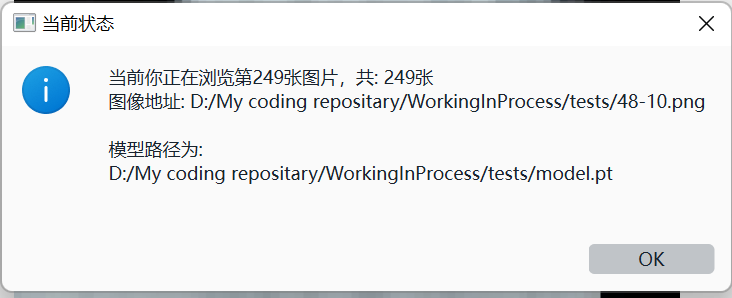 当前状态
当前你正在浏览第249张图片，共: 249张
图像地址: D:/My coding repositary/WorkingInProcess/tests/48-10.png
模型路径为:
D:/My coding repositary/WorkingInProcess/tests/model.pt
OK